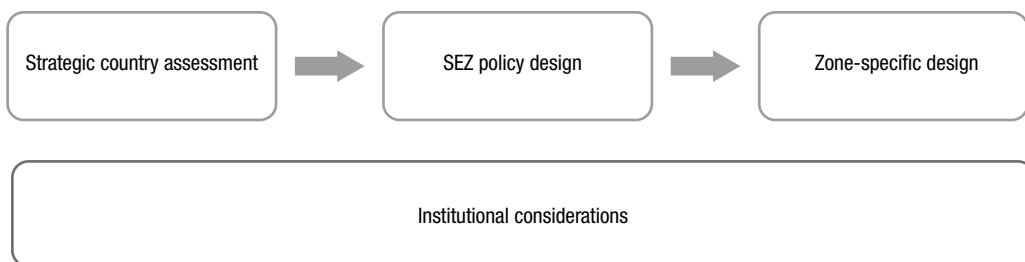 Strategic country assessment
SEZ policy design
Zone-specific design
Institutional considerations